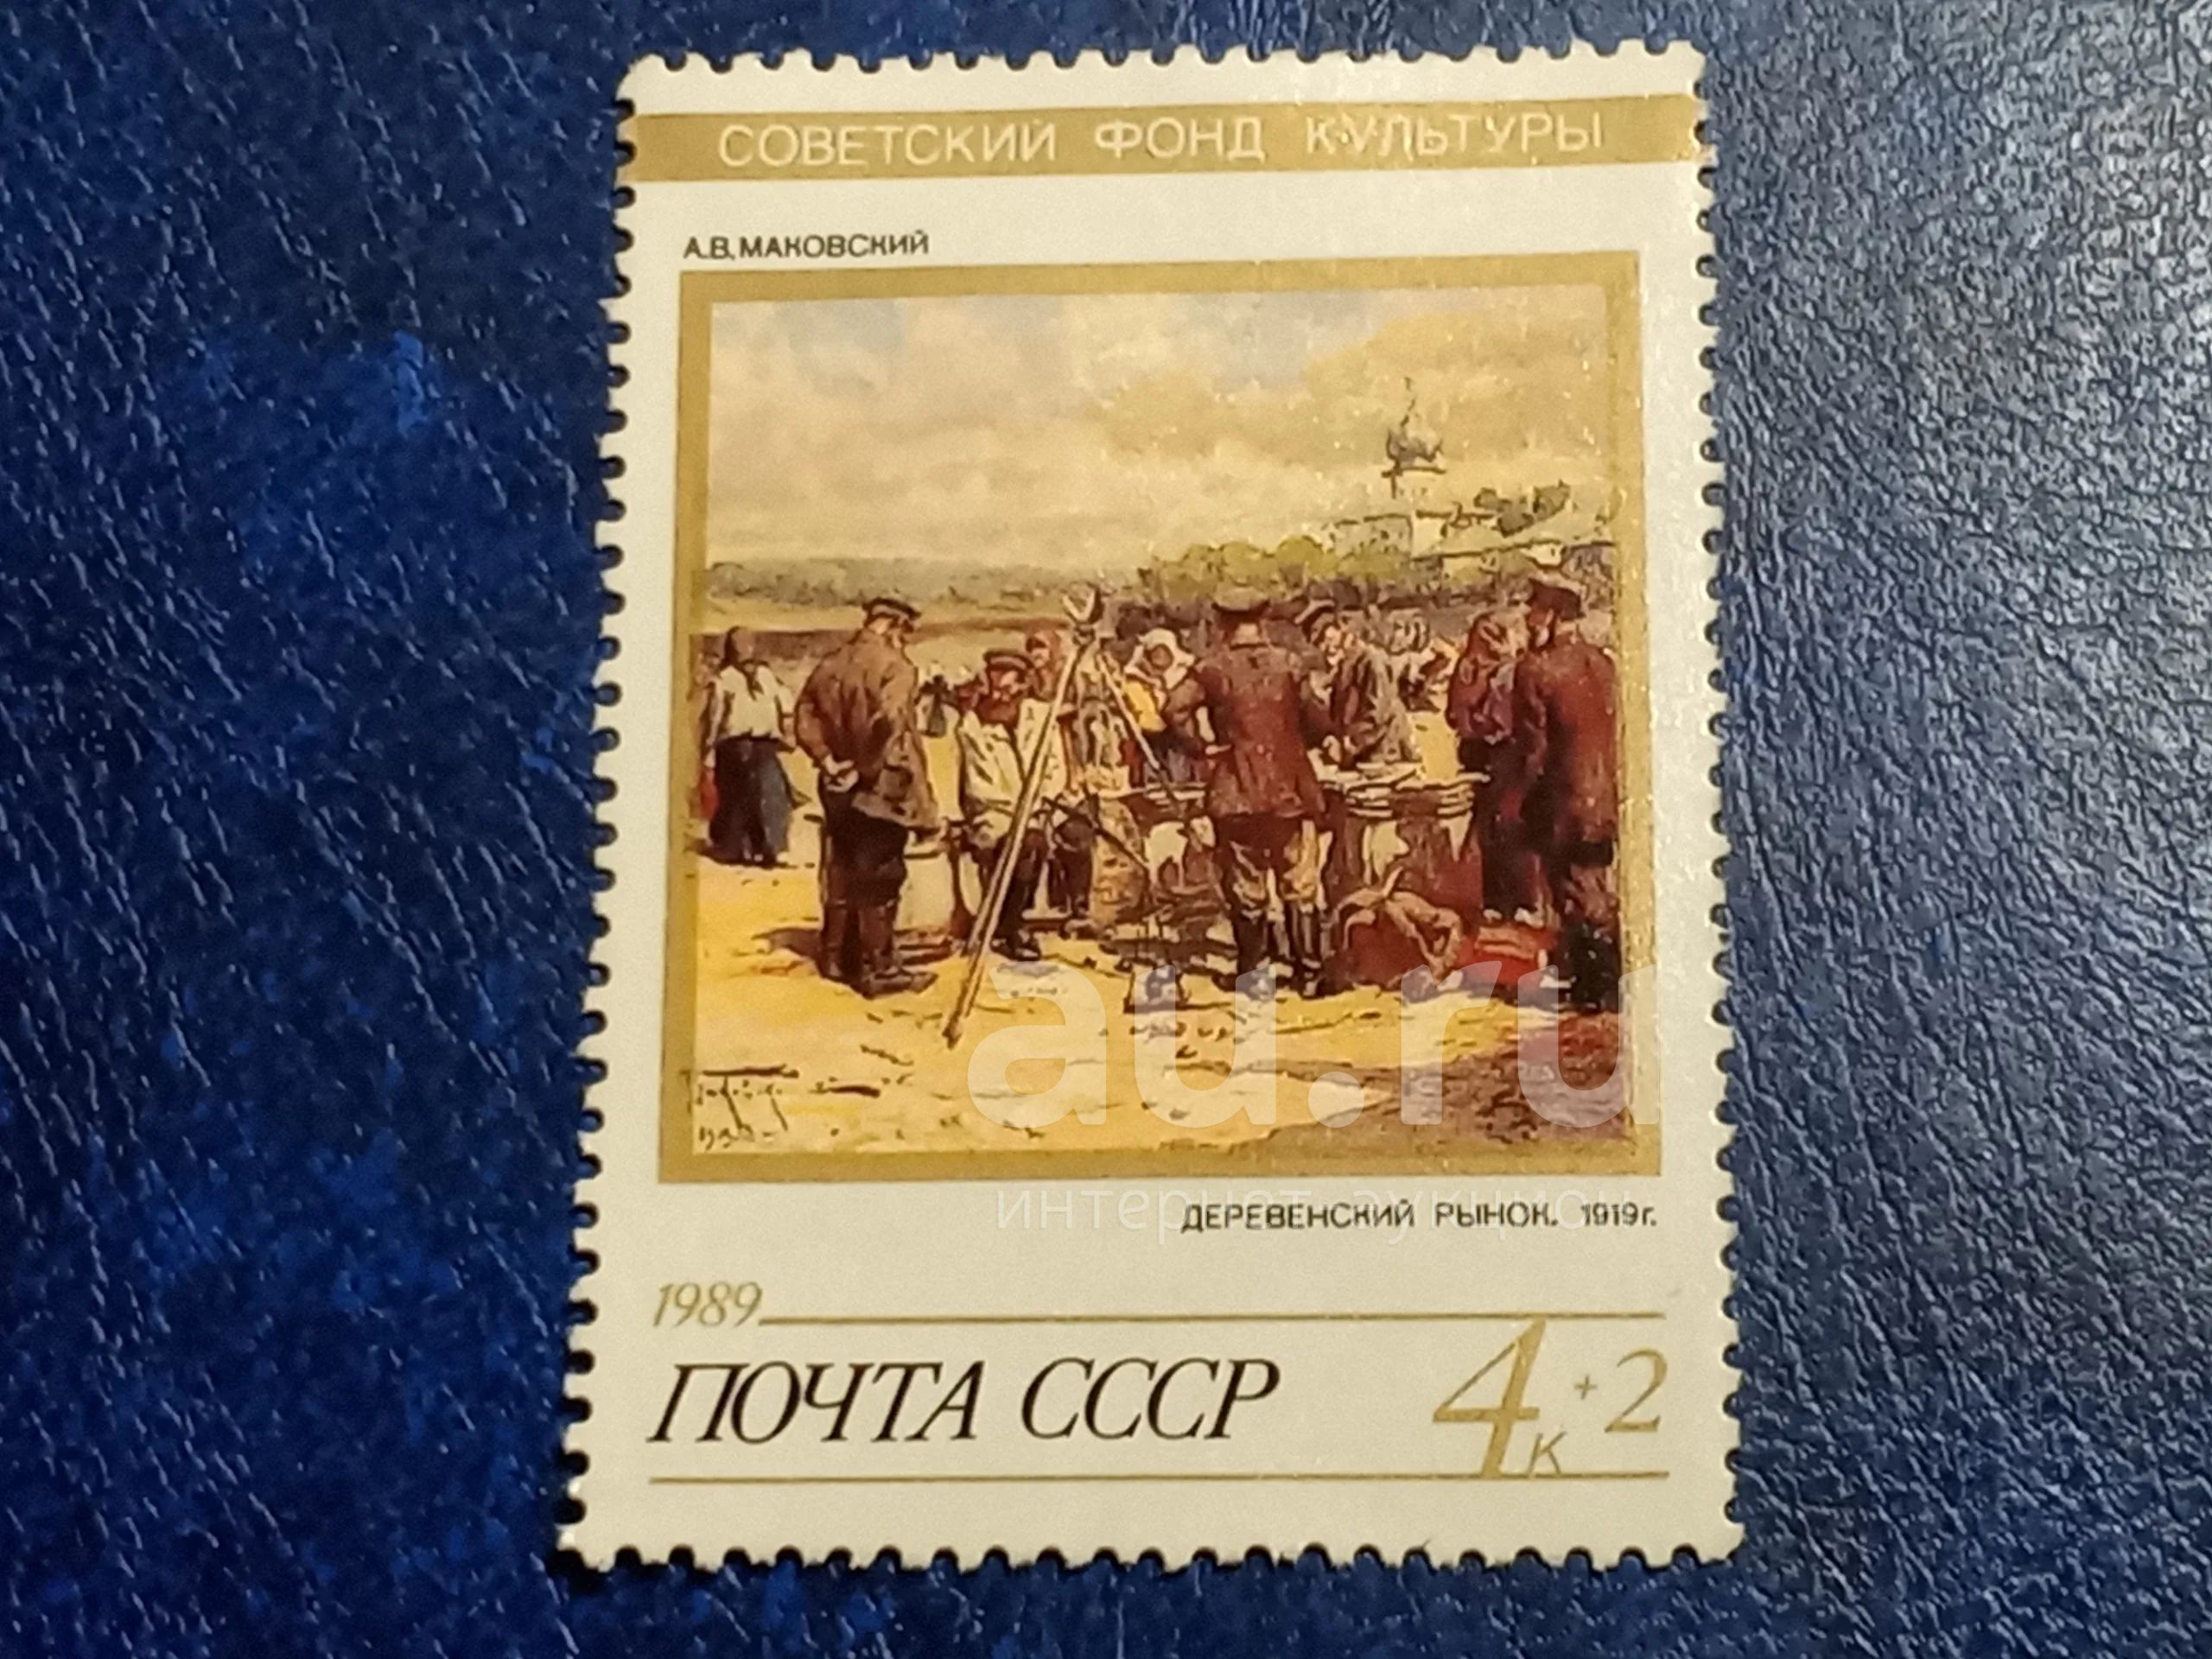 СОВЕТСКИЙ ФОНД КУЛЬТУРЫ
А.В. МАКОВСКИЙ
au.ru
интернет аукцион
ДЕРЕВЕНСКИЙ РЫНОК. 1919г.
1989
ПОЧТА СССР
4К + 2